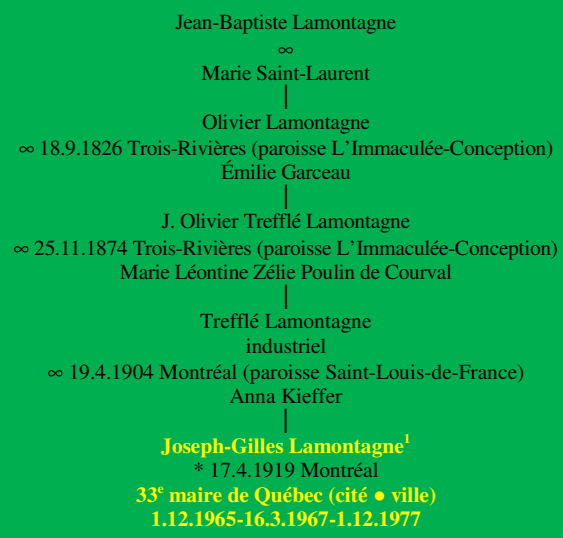 Jean-Baptiste Lamontagne
∞
Marie Saint-Laurent
Olivier Lamontagne
∞ 18.9.1826 Trois-Rivières (paroisse L’Immaculée-Conception)
Émilie Garceau
J. Olivier Trefflé Lamontagne
∞ 25.11.1874 Trois-Rivières (paroisse L’Immaculée-Conception)
Marie Léontine Zélie Poulin de Courval
Trefflé Lamontagne
industriel
∞ 19.4.1904 Montréal (paroisse Saint-Louis-de-France)
Anna Kieffer
Joseph-Gilles Lamontagne¹
* 17.4.1919 Montréal
33ᵉ maire de Québec (cité ● ville)
1.12.1965-16.3.1967-1.12.1977